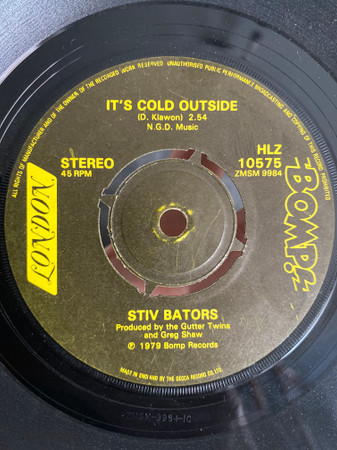 ALL RIGHTS OF THE MANUFACTURER AND OF THE OWNER OF THE RECORDED WORK RESERVED. UNAUTHORISED PUBLIC PERFORMANCE, BROADCASTING AND COPYING OF THIS RECORD PROHIBITED
IT'S COLD OUTSIDE
(D. Klawon) 2.54
N.G.D. Music
STEREO
45 RPM
HLZ
10575
ZMSM 9984
LONDON
BOMP!
STIV BATORS
Produced by the Gutter Twins
and Greg Shaw
℗ 1979 Bomp Records
MADE IN ENGLAND BY THE DECCA RECORD CO. LTD.